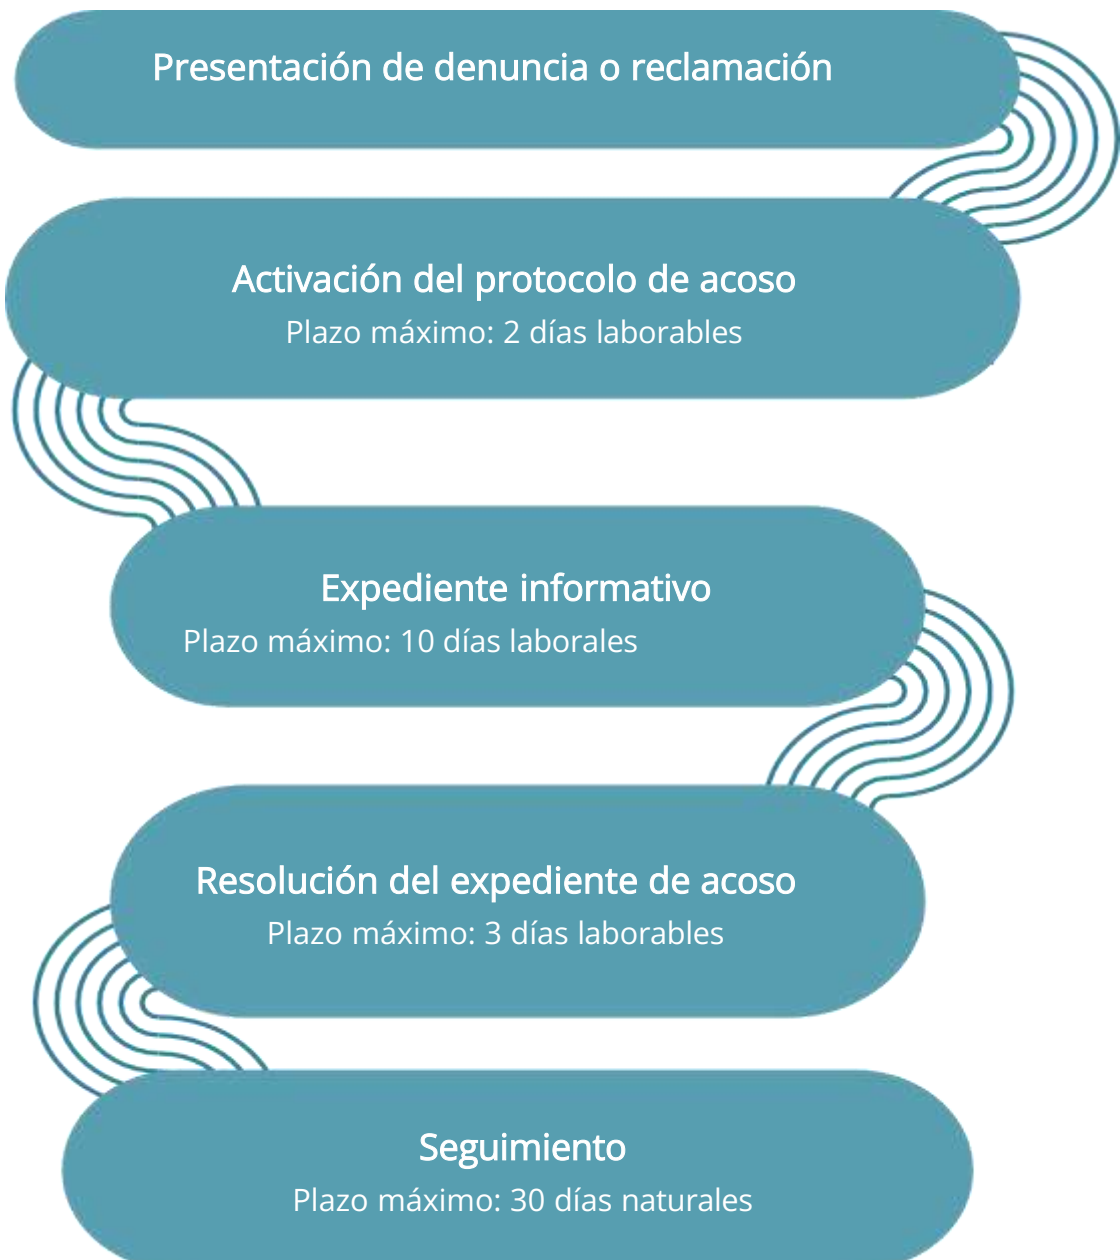 Presentación de denuncia o reclamación
Activación del protocolo de acoso
Plazo máximo: 2 días laborables
Expediente informativo
Plazo máximo: 10 días laborales
Resolución del expediente de acoso
Plazo máximo: 3 días laborables
Seguimiento
Plazo máximo: 30 días naturales